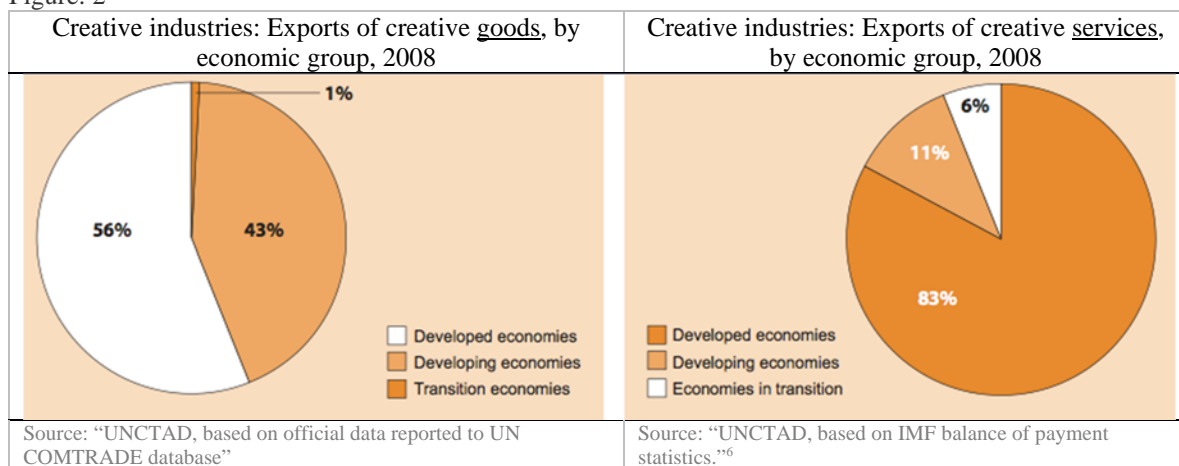 Figure. 2
Creative industries: Exports of creative goods, by
economic group, 2008
Creative industries: Exports of creative services,
by economic group, 2008
1%
56%
43%
Developed economies
Developing economies
Transition economies
6%
11%
83%
Developed economies
Developing economies
Economies in transition
Source: “UNCTAD, based on official data reported to UN
COMTRADE database”
Source: “UNCTAD, based on IMF balance of payment
statistics.”6